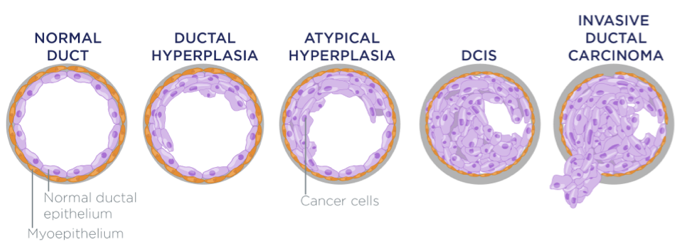 NORMAL
DUCT
DUCTAL
HYPERPLASIA
ATYPICAL
HYPERPLASIA
DCIS
INVASIVE
DUCTAL
CARCINOMA
Normal ductal
epithelium
Myoepithelium
Cancer cells